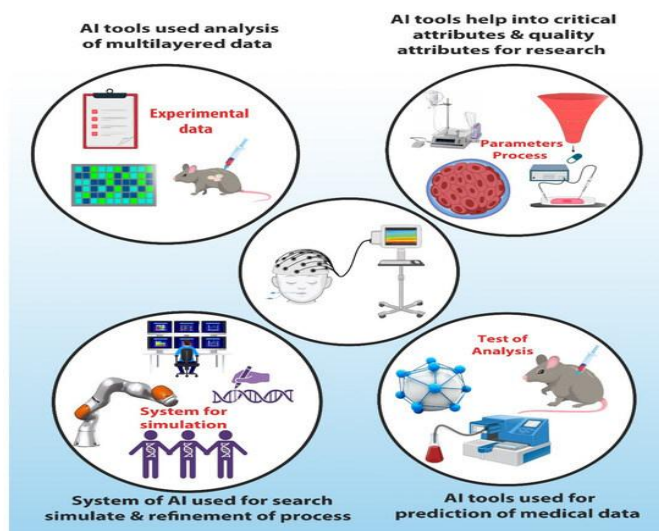 AI tools used analysis
of multilayered data
AI tools help into critical
attributes & quality
attributes for research
Experimental
data
Parameters
Process
Test of
Analysis
System for
simulation
System of AI used for search
simulate & refinement of process
AI tools used for
prediction of medical data